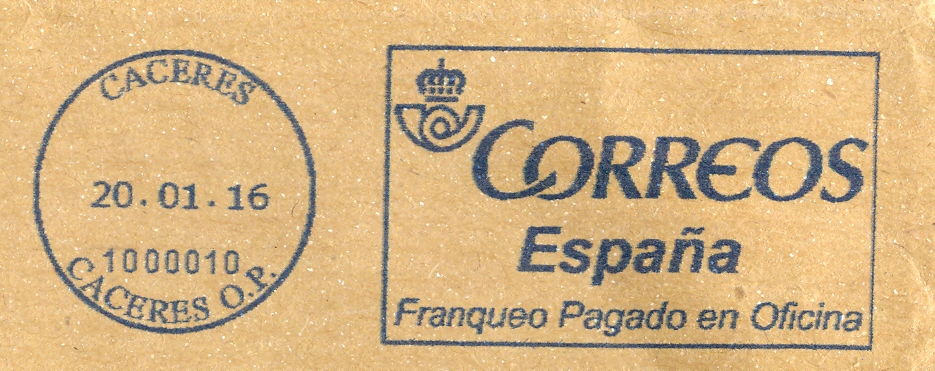 CACERES
20.01.16
1000010
CACERES O.P.
CORREOS
España
Franqueo Pagado en Oficina